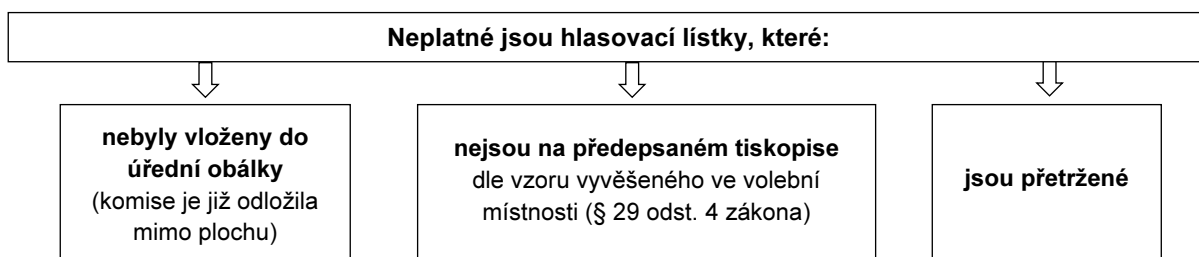 Neplatné jsou hlasovací lístky, které:
nebyly vloženy do
úřední obálky
(komise je již odložila
mimo plochu)
nejsou na předepsaném tiskopise
dle vzoru vyvěšeného ve volební
místnosti (§ 29 odst. 4 zákona)
jsou přetržené